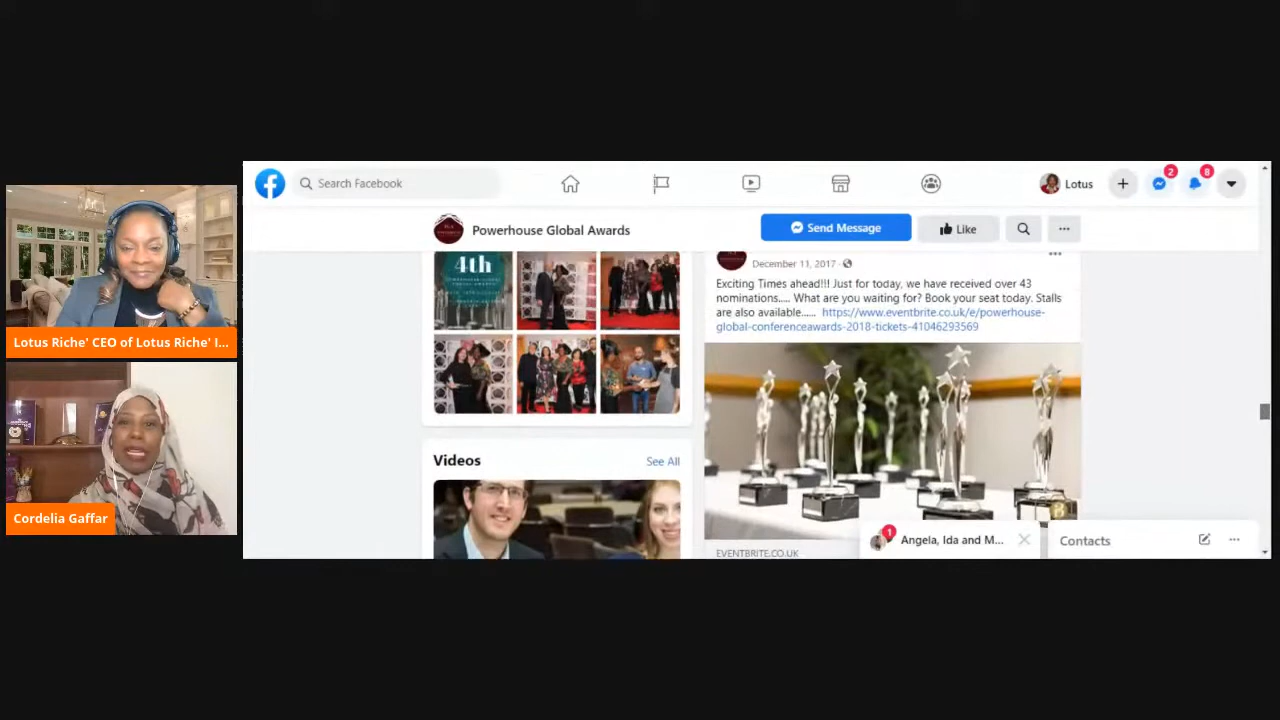 Search Facebook
Lotus
2
8
Powerhouse Global Awards
Send Message
Like
Lotus Riche' CEO of Lotus Riche' I...
Cordelia Gaffar
4th
December 11, 2017
Exciting Times ahead!!! Just for today, we have received over 43
nominations..... What are you waiting for? Book your seat today. Stalls
are also available...... https://www.eventbrite.co.uk/e/powerhouse-
global-conferenceawards-2018-tickets-41046293569
Videos
See All
EVENTBRITE.CO.UK
1
Angela, Ida and M...
Contacts